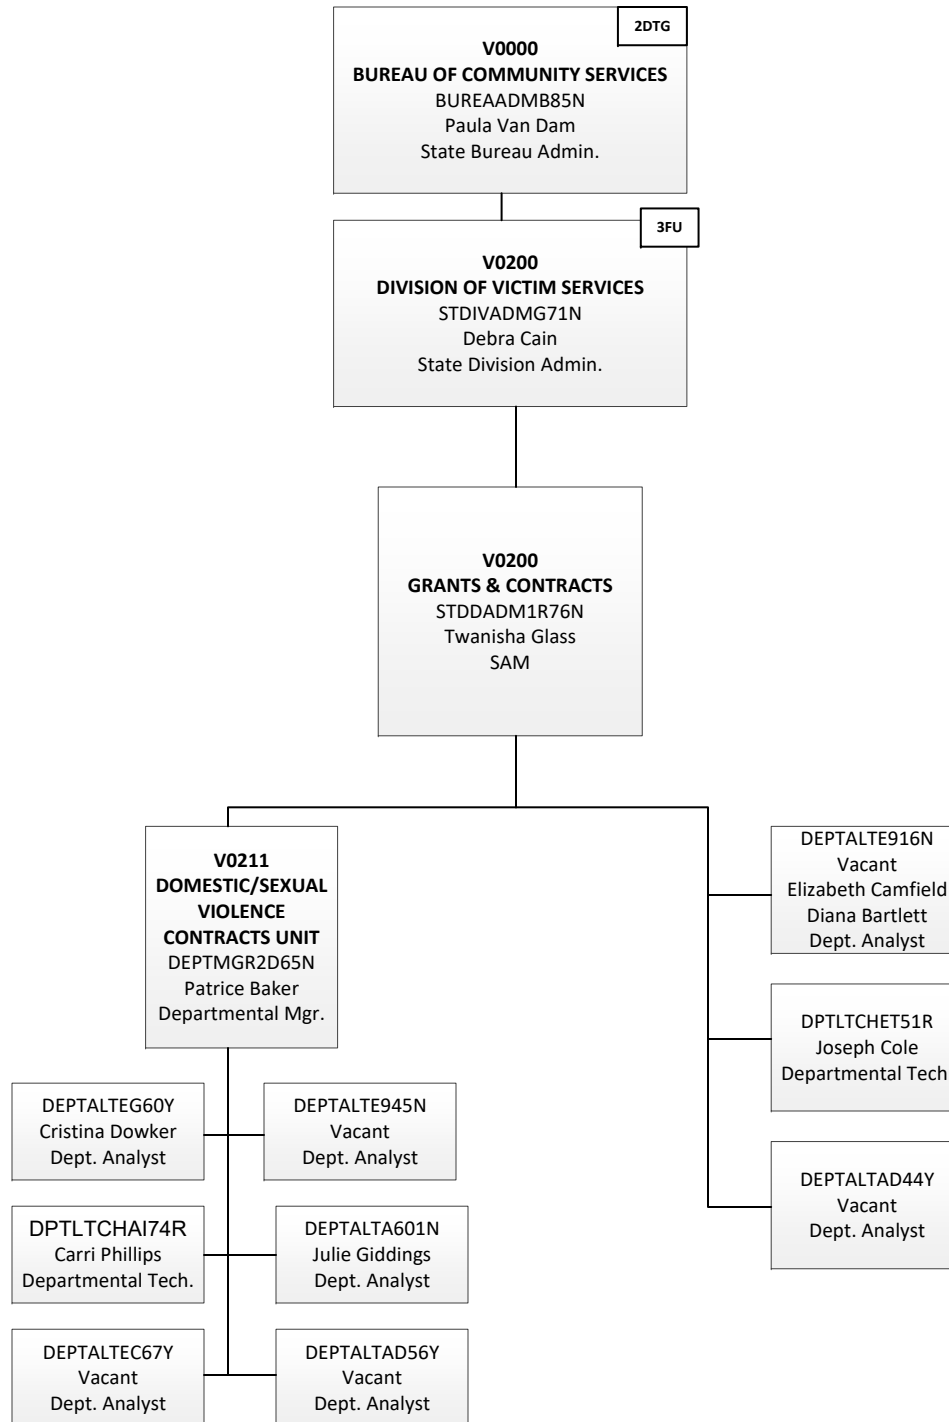 2DTG
V0000
BUREAU OF COMMUNITY SERVICES
BUREAADMB85N
Paula Van Dam
State Bureau Admin.
3FU
V0200
DIVISION OF VICTIM SERVICES
STDIVADMG71N
Debra Cain
State Division Admin.
V0200
GRANTS & CONTRACTS
STDDADM1R76N
Twanisha Glass
SAM
V0211
DOMESTIC/SEXUAL
VIOLENCE
CONTRACTS UNIT
DEPTMGR2D65N
Patrice Baker
Departmental Mgr.
DEPTALTEG60Y
Cristina Dowker
Dept. Analyst
DEPTALTE945N
Vacant
Dept. Analyst
DPTLTCHAI74R
Carri Phillips
Departmental Tech.
DEPTALTA601N
Julie Giddings
Dept. Analyst
DEPTALTEC67Y
Vacant
Dept. Analyst
DEPTALTAD56Y
Vacant
Dept. Analyst
DEPTALTE916N
Vacant
Elizabeth Camfield
Diana Bartlett
Dept. Analyst
DPTLTCHET51R
Joseph Cole
Departmental Tech
DEPTALTAD44Y
Vacant
Dept. Analyst